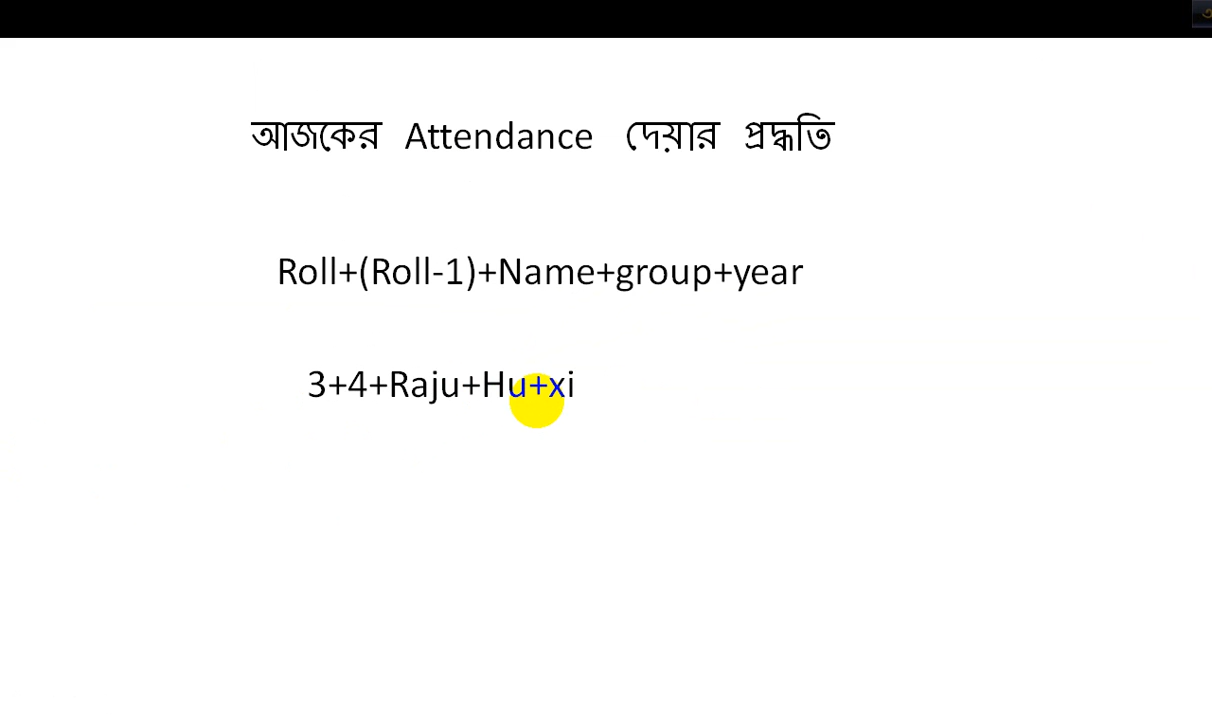 আজকের Attendance দেয়ার প্রদ্ধতি
Roll+(Roll-1)+Name+group+year
3+4+Raju+Hu+xi